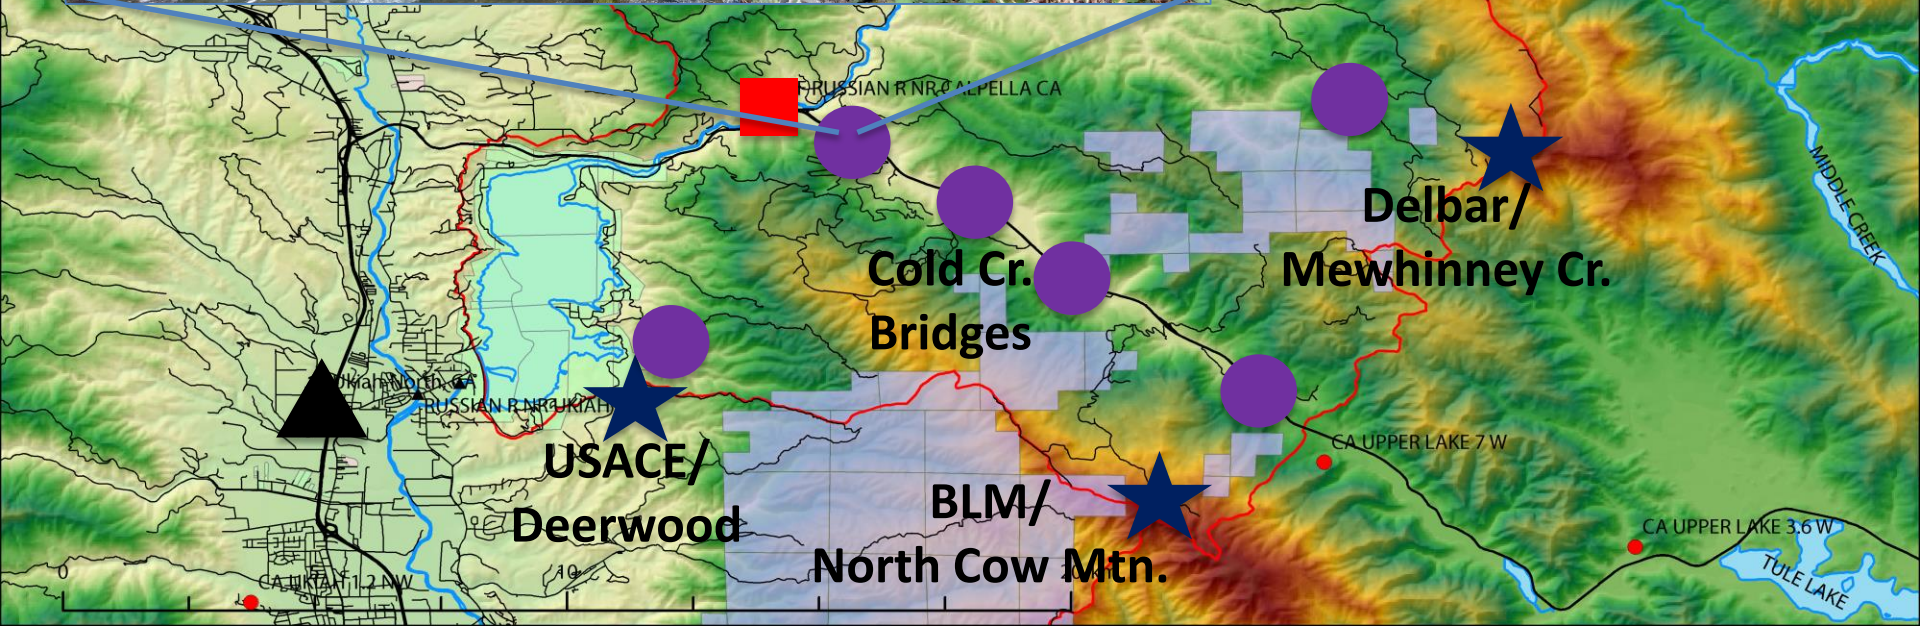 RUSSIAN R NR CALPELLA CA
Delbar/
Mewhinney Cr.
MIDDLE CREEK
Cold Cr.
Bridges
Ukiah North, CA
RUSSIAN R NR UKIAH
USACE/
Deerwood
CA UPPER LAKE 7 W
BLM/
North Cow Mtn.
CA UPPER LAKE 3.6 W
TULE LAKE
0
10
CA UKIAH 1.2 NW